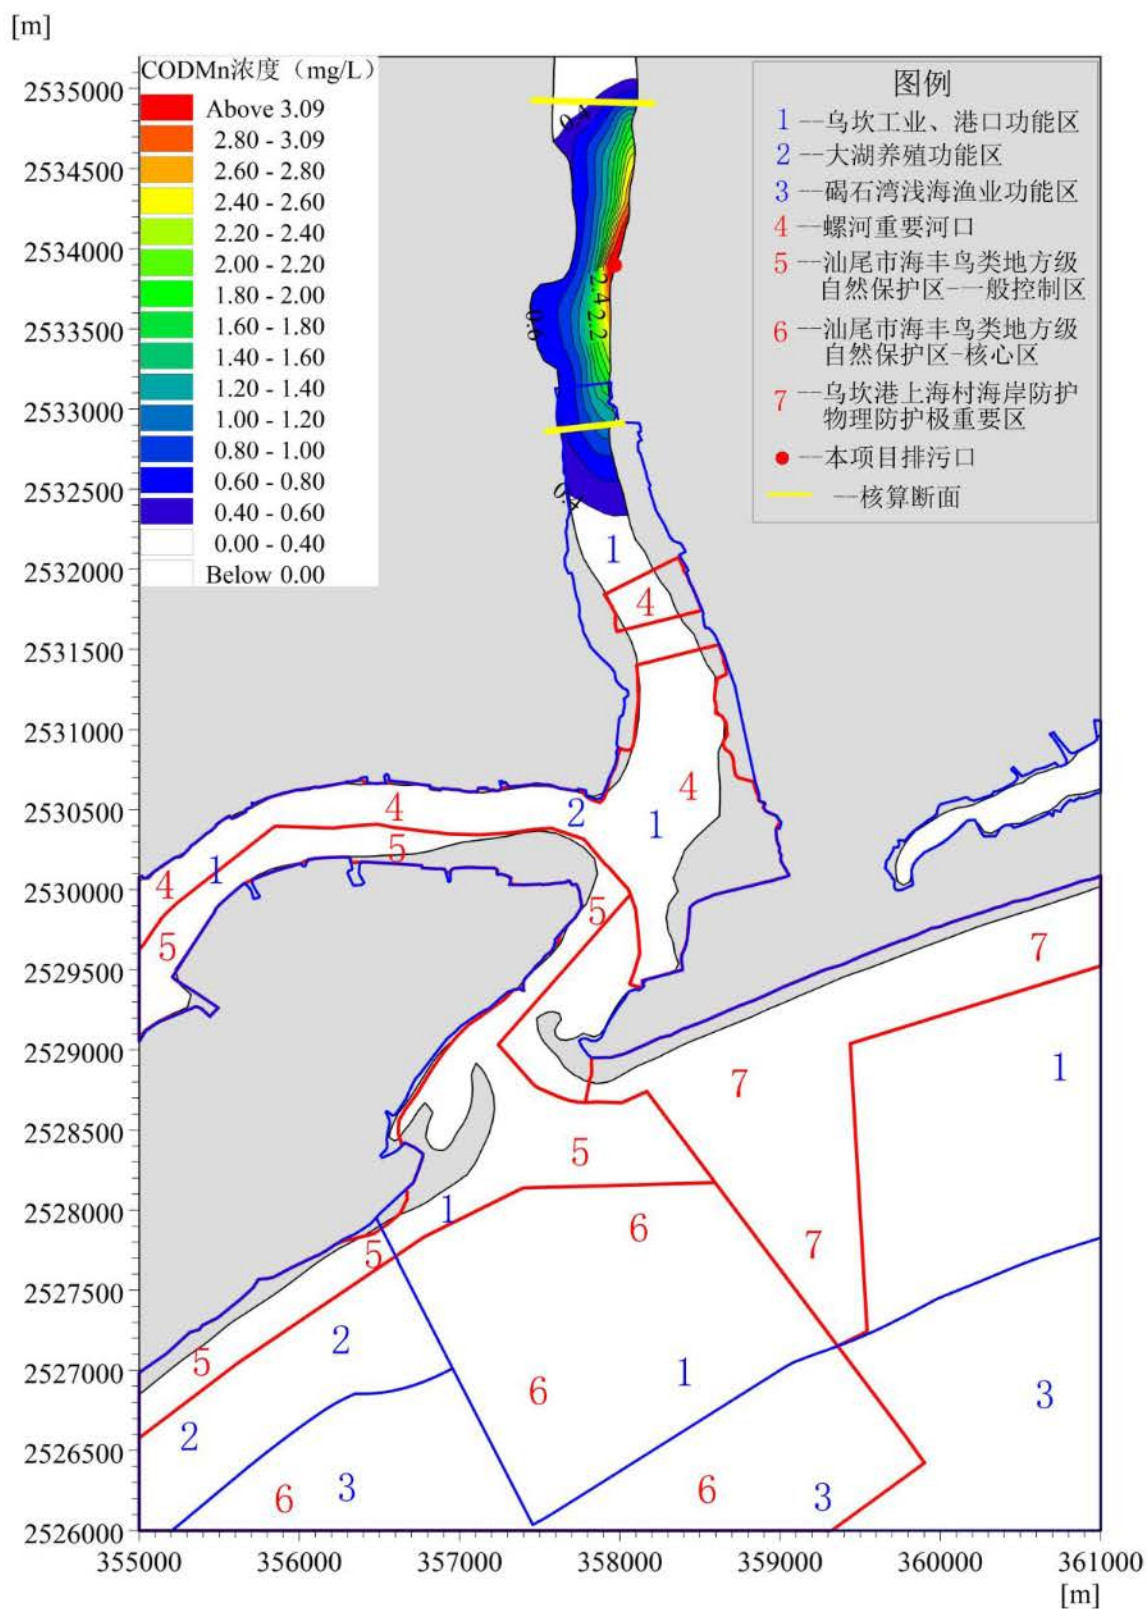 [m]
CODMn浓度（mg/L）
Above 3.09
2.80 - 3.09
2.60 - 2.80
2.40 - 2.60
2.20 - 2.40
2.00 - 2.20
1.80 - 2.00
1.60 - 1.80
1.40 - 1.60
1.20 - 1.40
1.00 - 1.20
0.80 - 1.00
0.60 - 0.80
0.40 - 0.60
0.00 - 0.40
Below 0.00
图例
1 --乌坎工业、港口功能区
2 --大湖养殖功能区
3 --碣石湾浅海渔业功能区
4 --螺河重要河口
5 --汕尾市海丰鸟类地方级
自然保护区-一般控制区
6 --汕尾市海丰鸟类地方级
自然保护区-核心区
7 --乌坎港上海村海岸防护
物理防护极重要区
--本项目排污口
--核算断面
2535000
2534500
2534000
2533500
2533000
2532500
2532000
2531500
2531000
2530500
2530000
2529500
2529000
2528500
2528000
2527500
2527000
2526500
2526000
2.4
2.2
0.6
1
4
4
1
2
4
5
1
4
5
5
7
1
7
5
1
6
7
5
2
5
6
1
3
2
6
3
6
3
355000 356000 357000 358000 359000 360000 361000
[m]